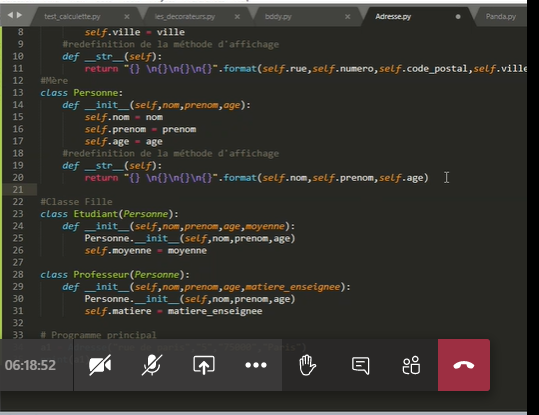 test_calculette.py × ies_decorateurs.py × bddy.py × Adresse.py Panda.py
8 self.ville = ville
9 #redefinition de la méthode d'affichage
10 def __str__(self):
11 return "{} \n{}\n{}\n{}".format(self.rue,self.numero,self.code_postal,self.ville
12 #Mère
13 class Personne:
14 def __init__(self,nom,prenom,age):
15 self.nom = nom
16 self.prenom = prenom
17 self.age = age
18 #redefinition de la méthode d'affichage
19 def __str__(self):
20 return "{} \n{}\n{}\n{}".format(self.nom,self.prenom,self.age)
21
22 #Classe Fille
23 class Etudiant(Personne):
24 def __init__(self,nom,prenom,age,moyenne):
25 Personne.__init__(self,nom,prenom,age)
26 self.moyenne = moyenne
27
28 class Professeur(Personne):
29 def __init__(self,nom,prenom,age,matiere_enseignee):
30 Personne.__init__(self,nom,prenom,age)
31 self.matiere = matiere_enseignee
32
33 # Programme principal
06:18:52